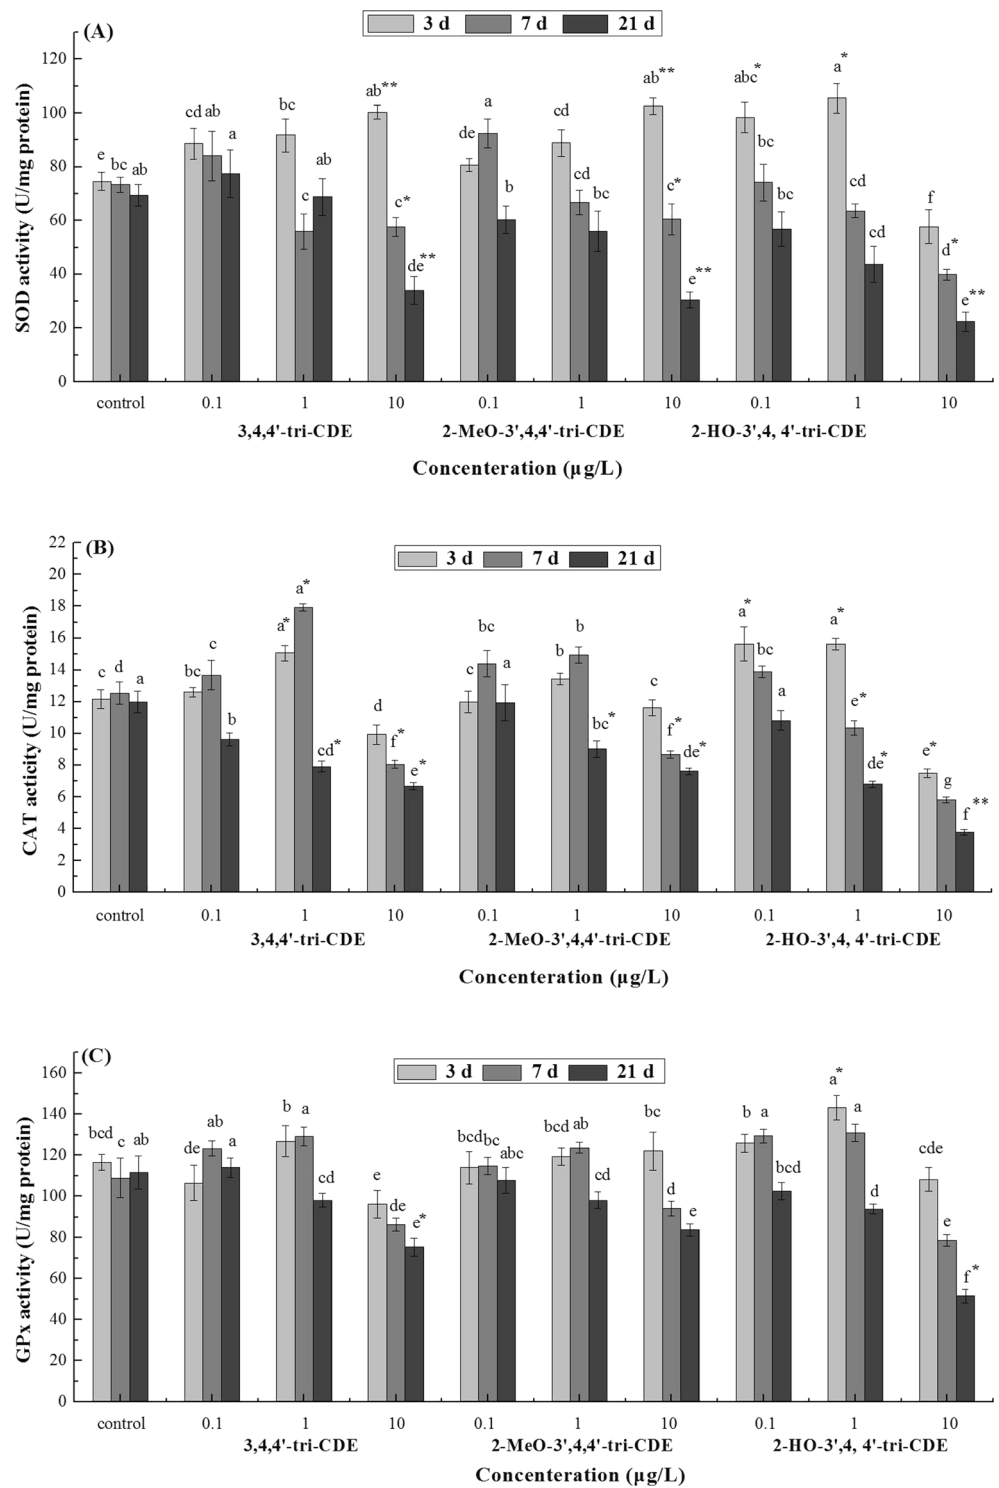 (A)
3 d 7 d 21 d
SOD activity (U/mg protein)
120
100
80
60
40
20
0
e bc ab
cd ab a
bc c ab
ab** c* de**
de a b
cd cd bc
ab** c* e**
abc* bc bc
a* cd cd
f d* e**
control 0.1 1 10 0.1 1 10 0.1 1 10
3,4,4'-tri-CDE 2-MeO-3',4,4'-tri-CDE 2-HO-3',4, 4'-tri-CDE
Concenteration (µg/L)
(B)
3 d 7 d 21 d
CAT acticity (U/mg protein)
22
20
18
16
14
12
10
8
6
4
2
0
c d a
bc c b
a* a* cd*
d f* e*
c bc a
b b bc*
c f* de*
a* bc a
a* e* de*
e* g f**
control 0.1 1 10 0.1 1 10 0.1 1 10
3,4,4'-tri-CDE 2-MeO-3',4,4'-tri-CDE 2-HO-3',4, 4'-tri-CDE
Concenteration (µg/L)
(C)
3 d 7 d 21 d
GPx activity (U/mg protein)
160
140
120
100
80
60
40
20
0
bcd c ab
de ab a
b a cd
e de e*
bcd bc abc
bcd ab cd
bc d e
b a bcd
a* a d
cde e f*
control 0.1 1 10 0.1 1 10 0.1 1 10
3,4,4'-tri-CDE 2-MeO-3',4,4'-tri-CDE 2-HO-3',4, 4'-tri-CDE
Concenteration (µg/L)